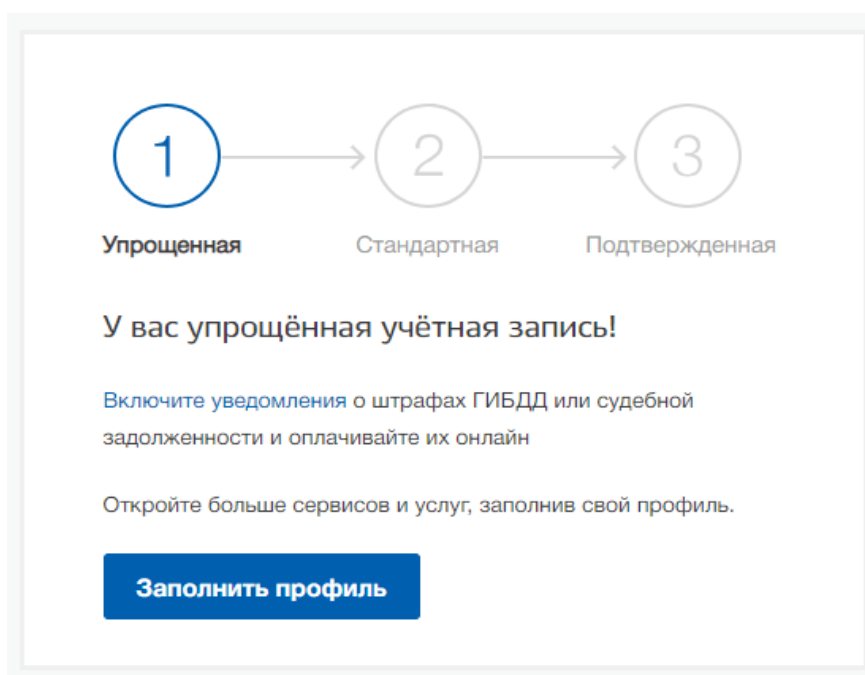 1 2 3
Упрощенная Стандартная Подтвержденная
У вас упрощённая учётная запись!
Включите уведомления о штрафах ГИБДД или судебной
задолженности и оплачивайте их онлайн
Откройте больше сервисов и услуг, заполнив свой профиль.
Заполнить профиль